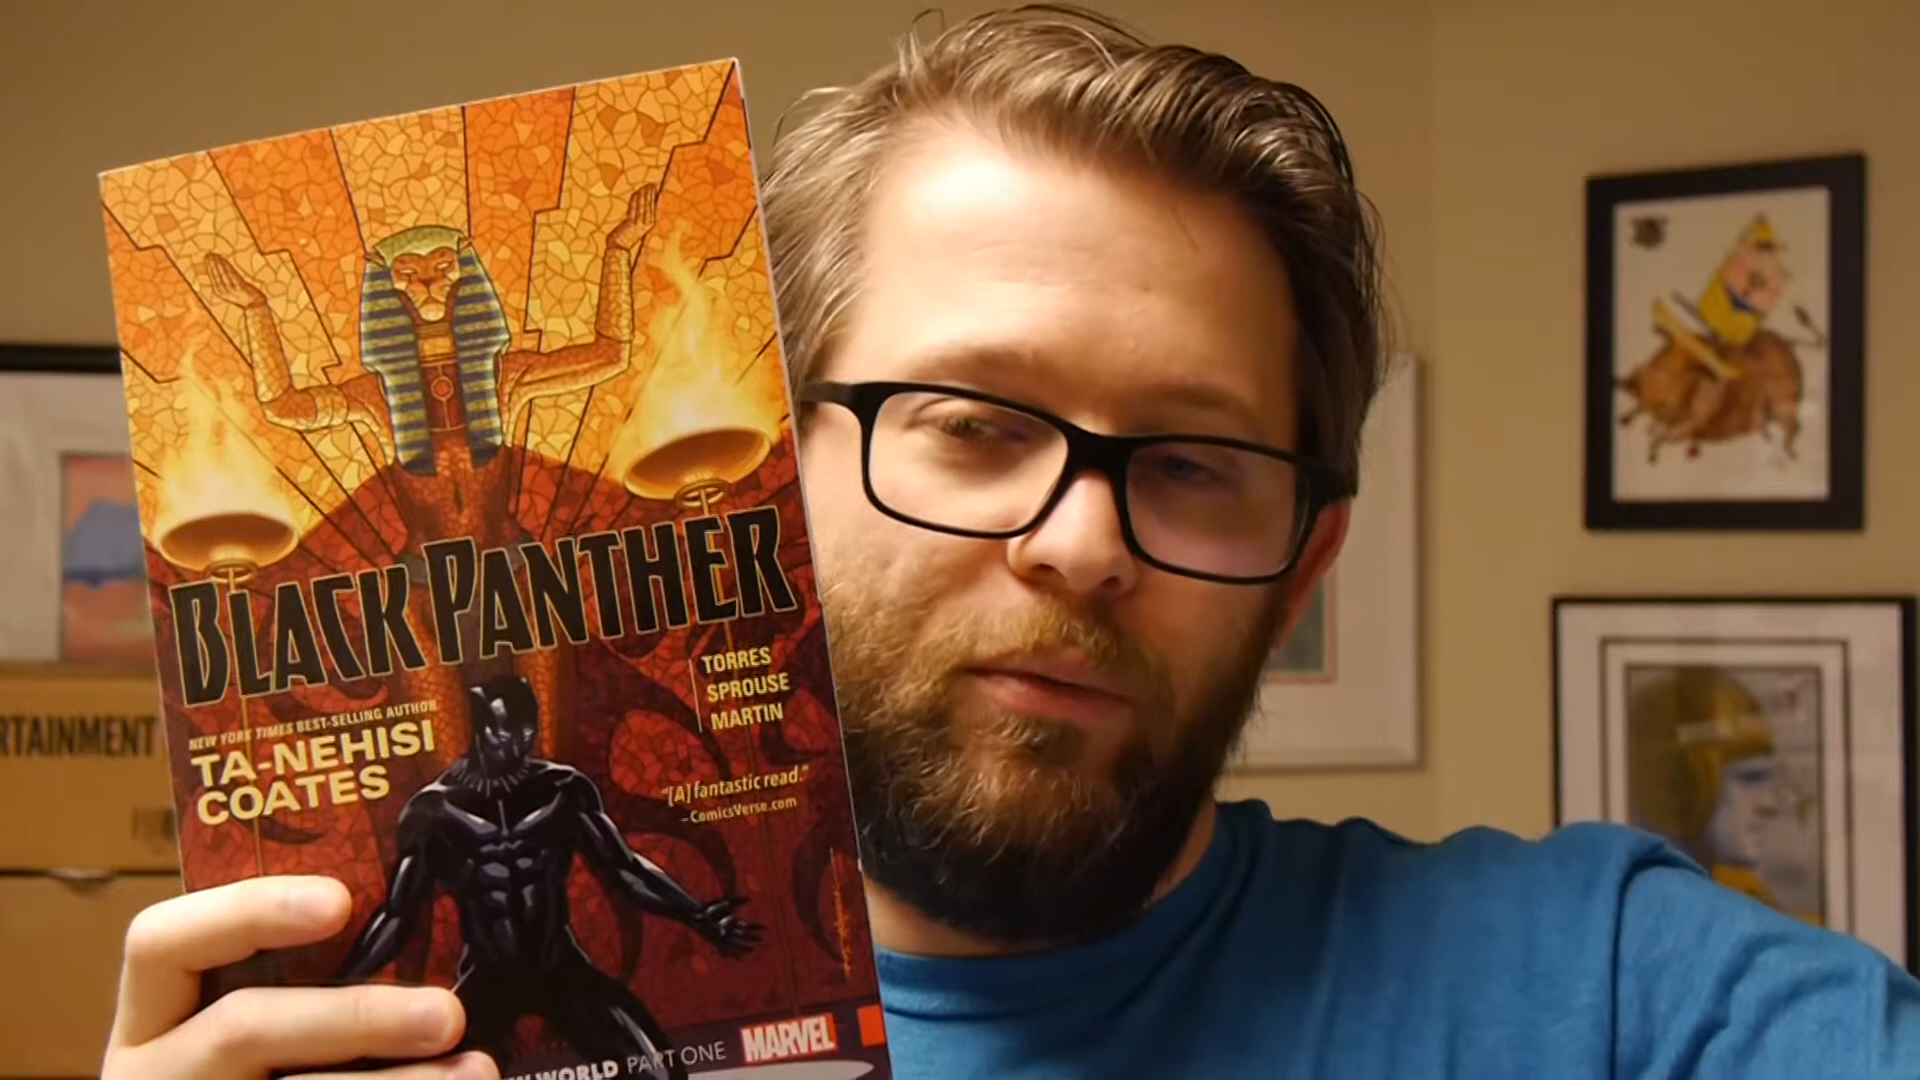 BLACK PANTHER
TORRES
SPROUSE
MARTIN
NEW YORK TIMES BEST-SELLING AUTHOR
TA-NEHISI
COATES
"[A] fantastic read."
-ComicsVerse.com
WORLD PART ONE
MARVEL
RTAINMENT